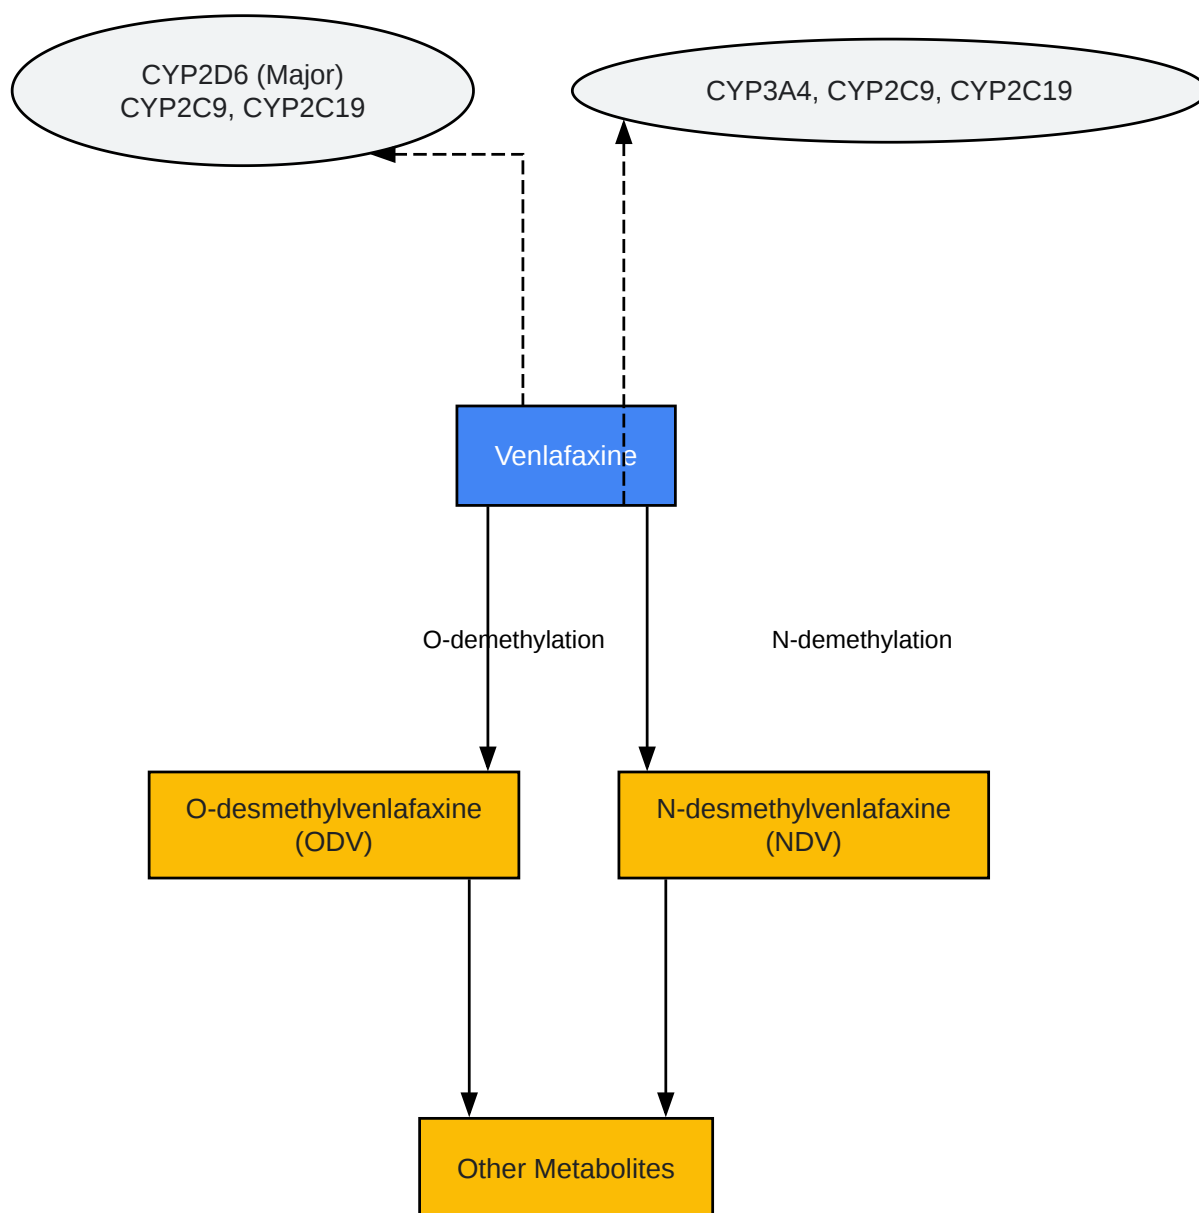 CYP2D6 (Major)
CYP2C9, CYP2C19
CYP3A4, CYP2C9, CYP2C19
Venlafaxine
O-demethylation
N-demethylation
O-desmethylvenlafaxine
(ODV)
N-desmethylvenlafaxine
(NDV)
Other Metabolites